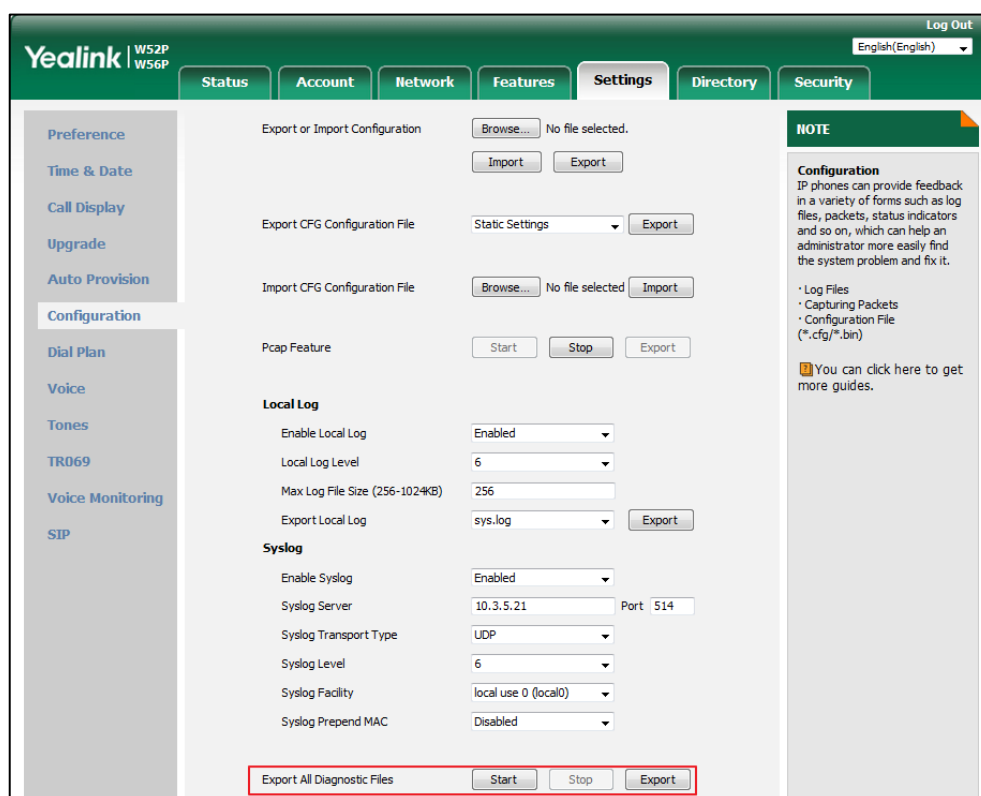 Log Out
Yealink | W52P W56P
English(English)
Status Account Network Features Settings Directory Security
Preference
Time & Date
Call Display
Upgrade
Auto Provision
Configuration
Dial Plan
Voice
Tones
TR069
Voice Monitoring
SIP
Export or Import Configuration Browse... No file selected.
Import Export
Export CFG Configuration File Static Settings Export
Import CFG Configuration File Browse... No file selected Import
Pcap Feature Start Stop Export
Local Log
Enable Local Log Enabled
Local Log Level 6
Max Log File Size (256-1024KB) 256
Export Local Log sys.log Export
Syslog
Enable Syslog Enabled
Syslog Server 10.3.5.21 Port 514
Syslog Transport Type UDP
Syslog Level 6
Syslog Facility local use 0 (local0)
Syslog Prepend MAC Disabled
Export All Diagnostic Files Start Stop Export
NOTE
Configuration
IP phones can provide feedback
in a variety of forms such as log
files, packets, status indicators
and so on, which can help an
administrator more easily find
the system problem and fix it.
· Log Files
· Capturing Packets
· Configuration File
(*.cfg/*.bin)
You can click here to get
more guides.